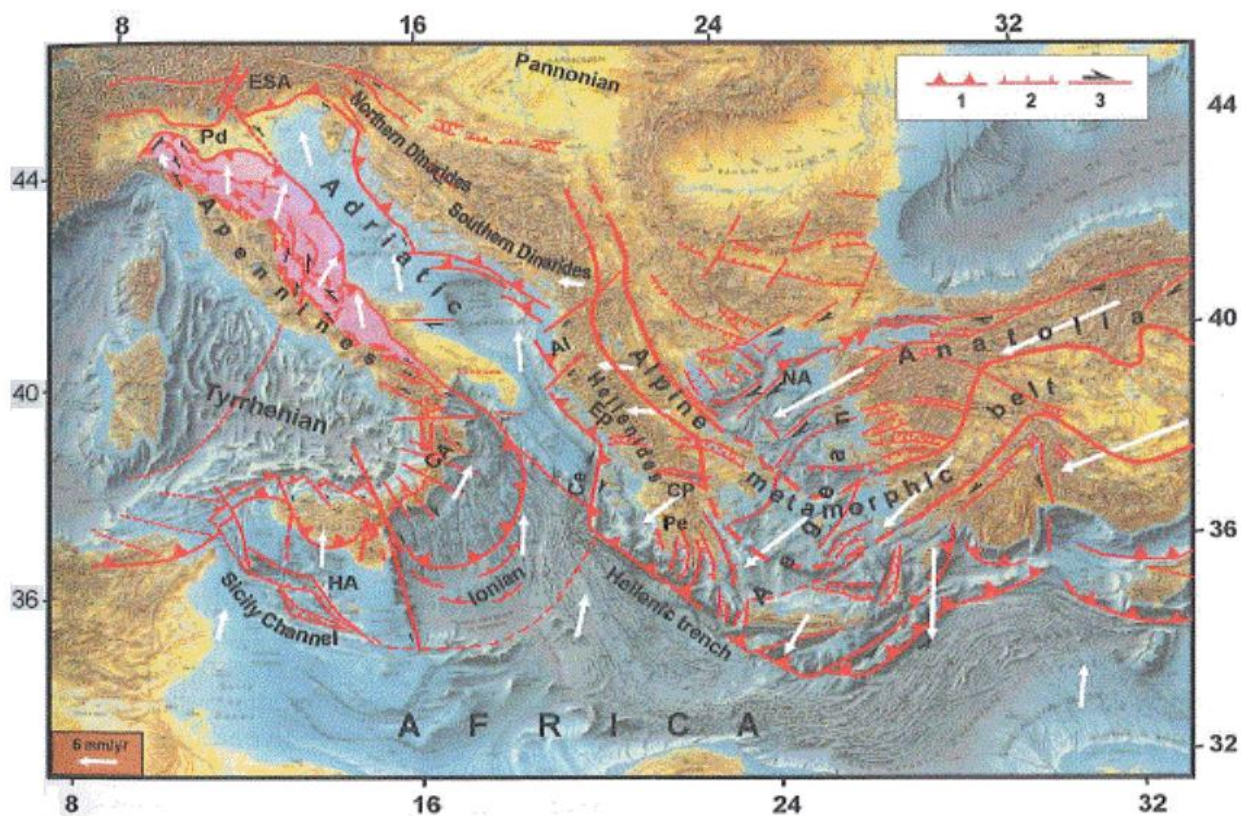 8 16 24 32
44
44
40
40
36
36
32
8 16 24 32
1 2 3
ESA
Pd
Pannonian
Northern Dinarides
Southern Dinarides
Adriatic
Apennines
Tyrrhenian
CA
Al
Hellenides
Ep
Alpine
metamorphic
belt
NA
Anatolia
Aegean
Ce
CP
Pe
HA
Sicily Channel
Ionian
Hellenic trench
AFRICA
6 mm/yr